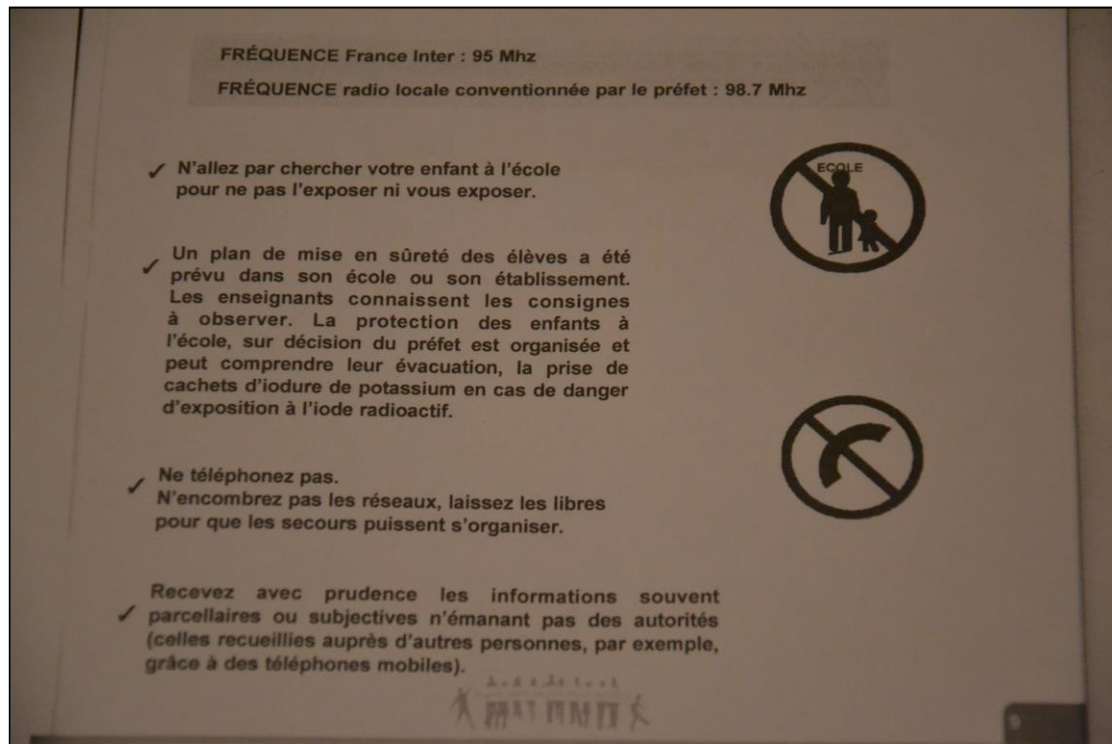 FRÉQUENCE France Inter : 95 Mhz
FRÉQUENCE radio locale conventionnée par le préfet : 98.7 Mhz
N'allez par chercher votre enfant à l'école
pour ne pas l'exposer ni vous exposer.
ECOLE
Un plan de mise en sûreté des élèves a été
prévu dans son école ou son établissement.
Les enseignants connaissent les consignes
à observer. La protection des enfants à
l'école, sur décision du préfet est organisée et
peut comprendre leur évacuation, la prise de
cachets d'iodure de potassium en cas de danger
d'exposition à l'iode radioactif.
Ne téléphonez pas.
N'encombrez pas les réseaux, laissez les libres
pour que les secours puissent s'organiser.
Recevez avec prudence les informations souvent
parcellaires ou subjectives n'émanant pas des autorités
(celles recueillies auprès d'autres personnes, par exemple,
grâce à des téléphones mobiles).